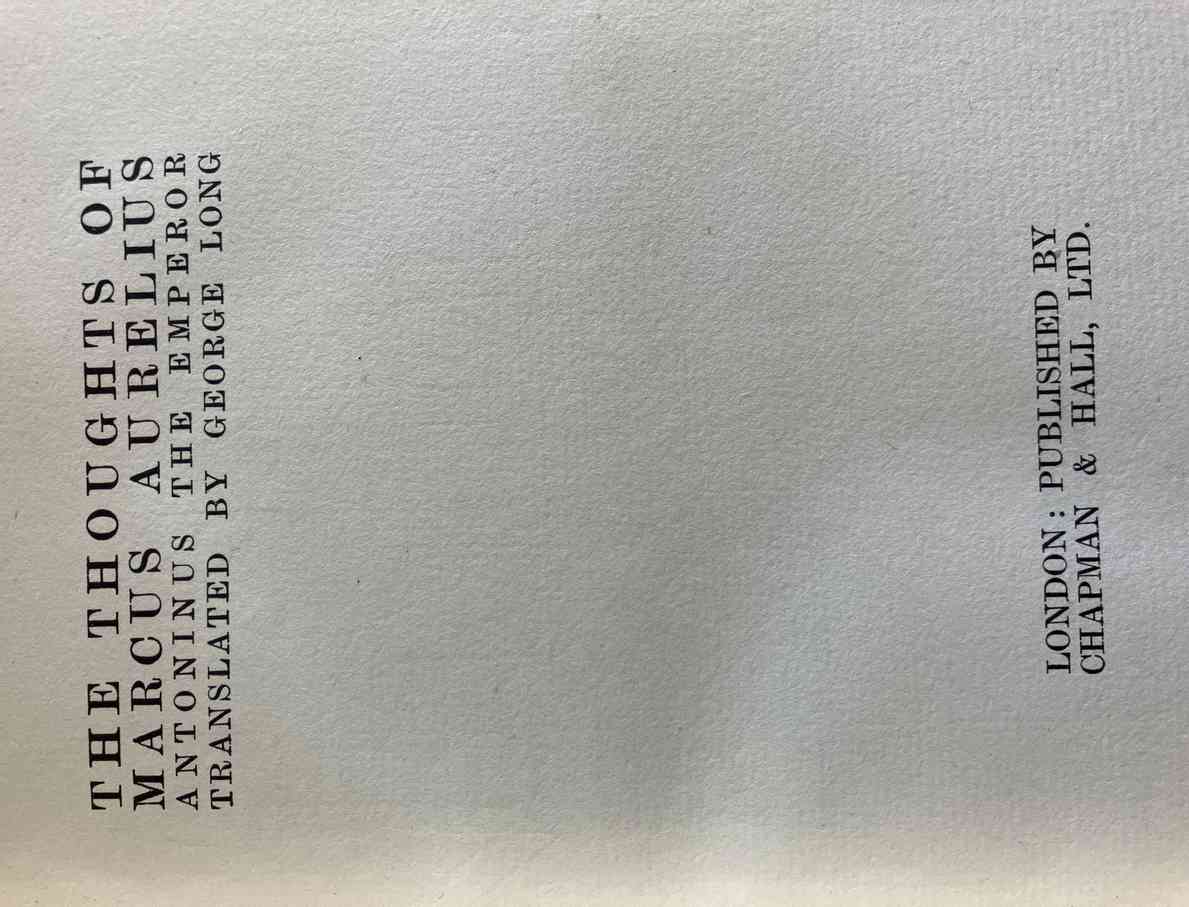 THE THOUGHTS OF
MARCUS AURELIUS
ANTONINUS THE EMPEROR
TRANSLATED BY GEORGE LONG
LONDON: PUBLISHED BY
CHAPMAN & HALL, LTD.